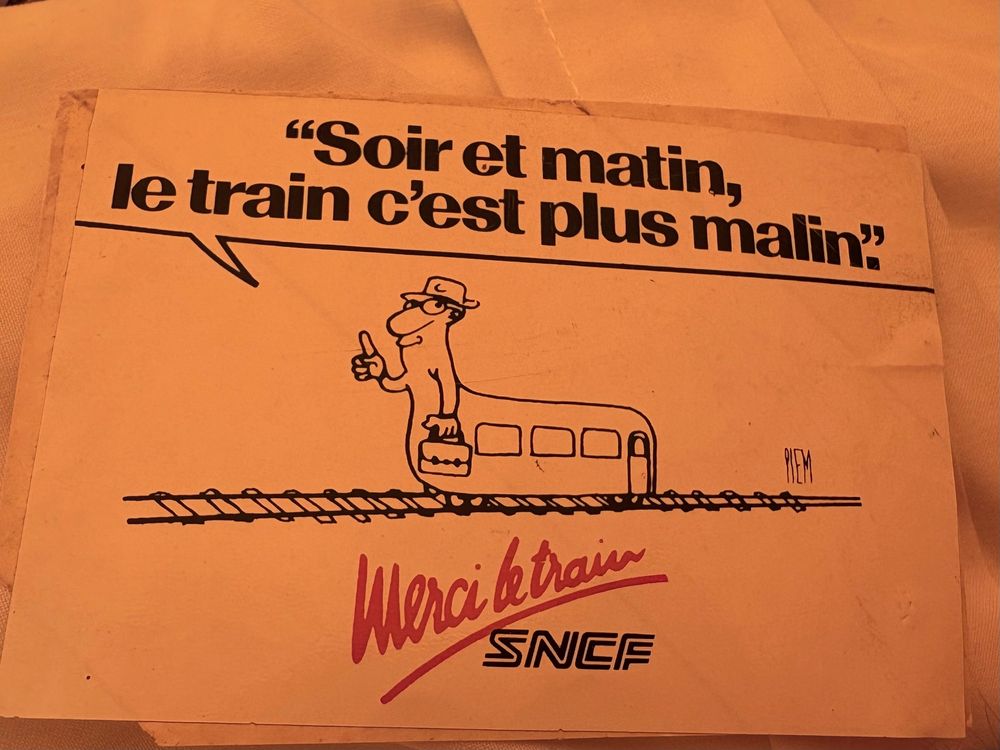 “Soir et matin,
le train c’est plus malin”.
PIEM
Merci le train
SNCF